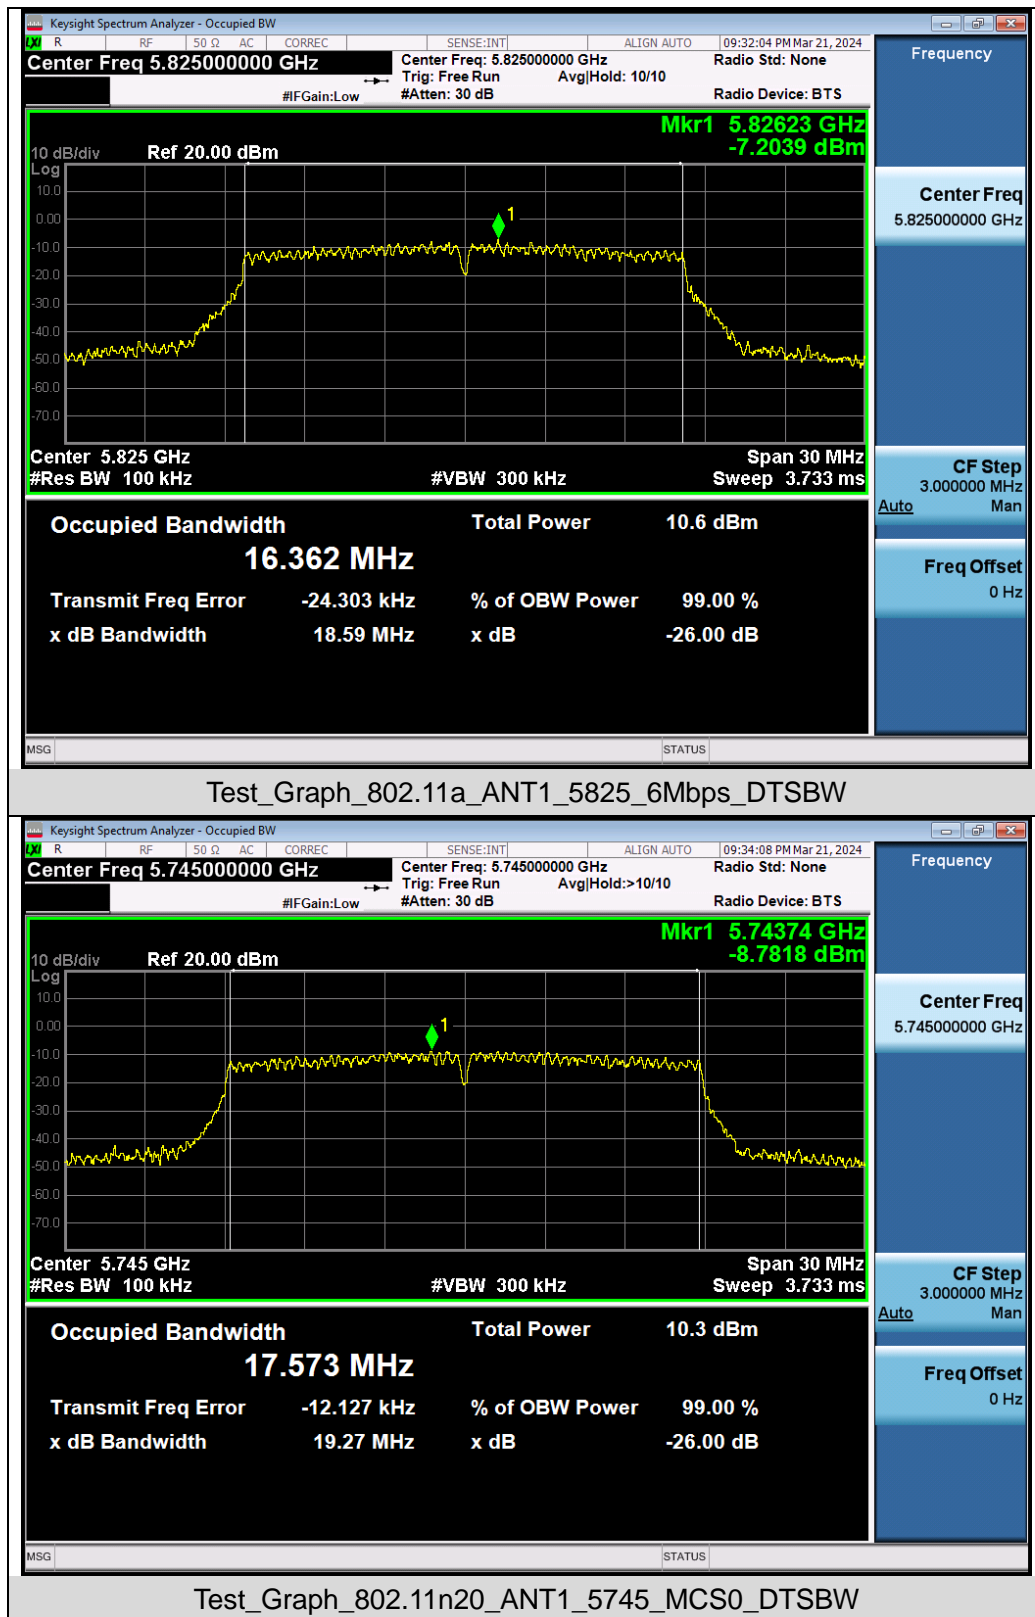 Keysight Spectrum Analyzer - Occupied BW
LXI R RF 50 Ω AC CORREC SENSE:INT ALIGN AUTO 09:32:04 PM Mar 21, 2024
Center Freq 5.825000000 GHz Center Freq: 5.825000000 GHz Radio Std: None
Trig: Free Run Avg|Hold: 10/10
#IFGain:Low #Atten: 30 dB Radio Device: BTS
Frequency
Mkr1 5.82623 GHz
-7.2039 dBm
10 dB/div Ref 20.00 dBm
Log
10.0
0.00
-10.0
-20.0
-30.0
-40.0
-50.0
-60.0
-70.0
1
Center 5.825 GHz Span 30 MHz
#Res BW 100 kHz #VBW 300 kHz Sweep 3.733 ms
Center Freq
5.825000000 GHz
CF Step
3.000000 MHz
Auto Man
Freq Offset
0 Hz
Occupied Bandwidth Total Power 10.6 dBm
16.362 MHz
Transmit Freq Error -24.303 kHz % of OBW Power 99.00 %
x dB Bandwidth 18.59 MHz x dB -26.00 dB
MSG STATUS
Test_Graph_802.11a_ANT1_5825_6Mbps_DTSBW
Keysight Spectrum Analyzer - Occupied BW
LXI R RF 50 Ω AC CORREC SENSE:INT ALIGN AUTO 09:34:08 PM Mar 21, 2024
Center Freq 5.745000000 GHz Center Freq: 5.745000000 GHz Radio Std: None
Trig: Free Run Avg|Hold:>10/10
#IFGain:Low #Atten: 30 dB Radio Device: BTS
Frequency
Mkr1 5.74374 GHz
-8.7818 dBm
10 dB/div Ref 20.00 dBm
Log
10.0
0.00
-10.0
-20.0
-30.0
-40.0
-50.0
-60.0
-70.0
1
Center 5.745 GHz Span 30 MHz
#Res BW 100 kHz #VBW 300 kHz Sweep 3.733 ms
Center Freq
5.745000000 GHz
CF Step
3.000000 MHz
Auto Man
Freq Offset
0 Hz
Occupied Bandwidth Total Power 10.3 dBm
17.573 MHz
Transmit Freq Error -12.127 kHz % of OBW Power 99.00 %
x dB Bandwidth 19.27 MHz x dB -26.00 dB
MSG STATUS
Test_Graph_802.11n20_ANT1_5745_MCS0_DTSBW